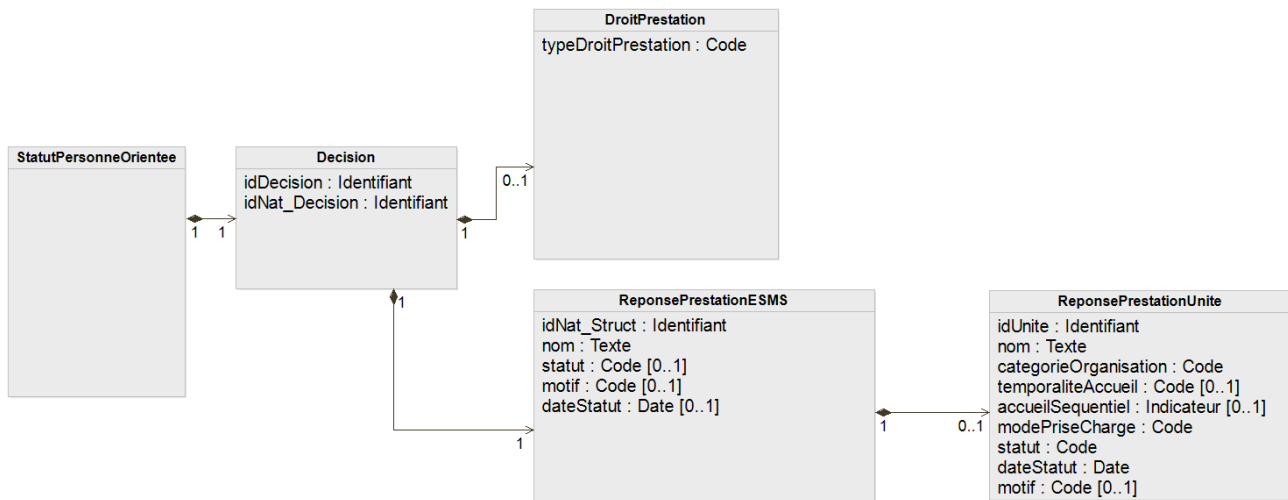 DroitPrestation
typeDroitPrestation : Code
StatutPersonneOrientee
Decision
idDecision : Identifiant
idNat_Decision : Identifiant
1
1
1
0..1
1
1
ReponsePrestationESMS
idNat_Struct : Identifiant
nom : Texte
statut : Code [0..1]
motif : Code [0..1]
dateStatut : Date [0..1]
1
0..1
ReponsePrestationUnite
idUnite : Identifiant
nom : Texte
categorieOrganisation : Code
temporaliteAccueil : Code [0..1]
accueilSequentiel : Indicateur [0..1]
modePriseCharge : Code
statut : Code
dateStatut : Date
motif : Code [0..1]